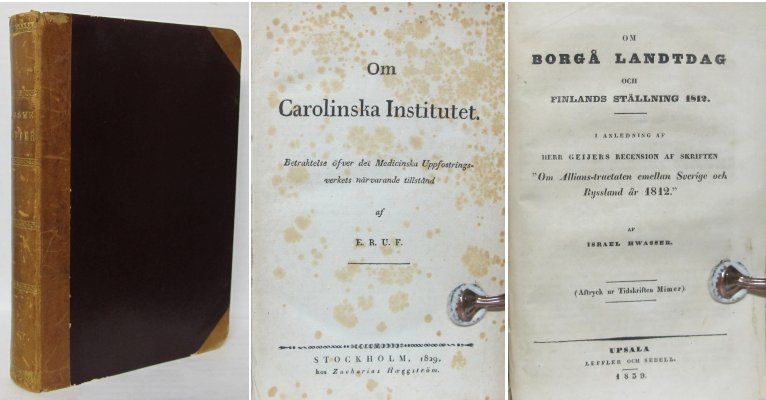 Om
Carolinska Institutet.
Betraktelse öfver det Medicinska Uppfostrings-
verkets närvarande tillstånd
af
E. R. U. F.
STOCKHOLM, 1829,
hos Zacharias Hæggström.
OM
BORGÅ LANDTDAG
OCH
FINLANDS STÄLLNING 1812.
I ANLEDNING AF
HERR GEIJERS RECENSION AF SKRIFTEN
"Om Allians-tractaten emellan Sverige och
Ryssland år 1812."
AF
ISRAEL HWASSER.
(Aftryck ur Tidskriften Mimer).
UPSALA
LEFFLER OCH SEBELL.
1839.